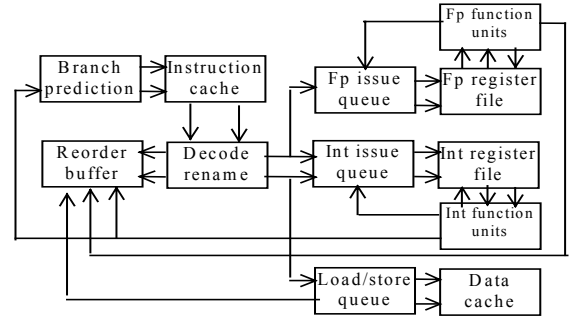 Fp function
units
Branch
prediction
Instruction
cache
Fp issue
queue
Fp register
file
Reorder
buffer
Decode
rename
Int issue
queue
Int register
file
Int function
units
Load/store
queue
Data
cache